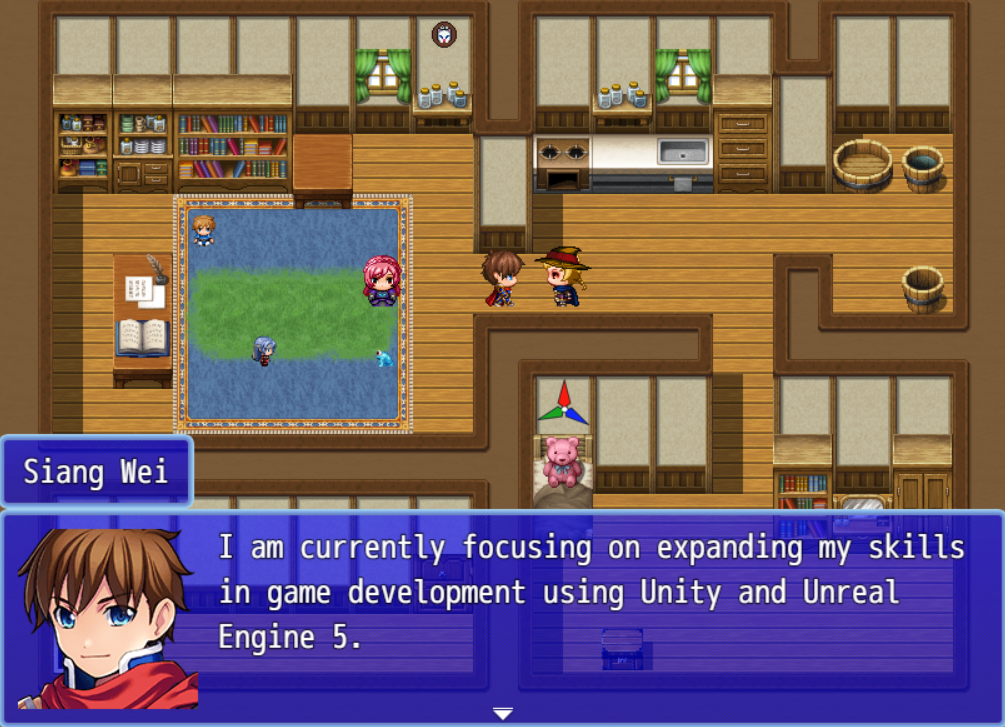 Siang Wei
I am currently focusing on expanding my skills
in game development using Unity and Unreal
Engine 5.